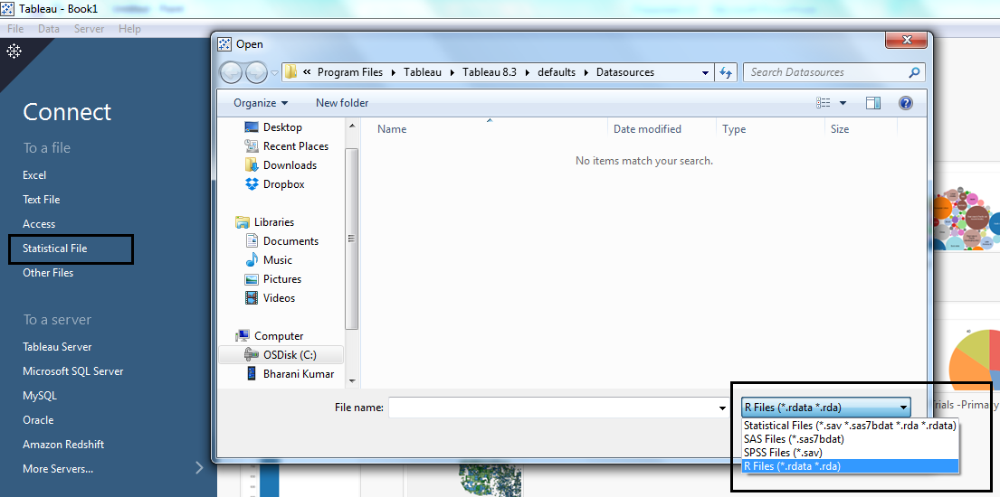 Tableau - Book1
File Data Server Help
Connect
To a file
Excel
Text File
Access
Statistical File
Other Files
To a server
Tableau Server
Microsoft SQL Server
MySQL
Oracle
Amazon Redshift
More Servers...
Open
« Program Files Tableau Tableau 8.3 defaults Datasources
Search Datasources
Organize New folder
Desktop
Recent Places
Downloads
Dropbox
Libraries
Documents
Music
Pictures
Videos
Computer
OSDisk (C:)
Bharani Kumar
Name Date modified Type Size
No items match your search.
File name:
R Files (*.rdata *.rda)
Statistical Files (*.sav *.sas7bdat *.rda *.rdata)
SAS Files (*.sas7bdat)
SPSS Files (*.sav)
R Files (*.rdata *.rda)
rials -Primary